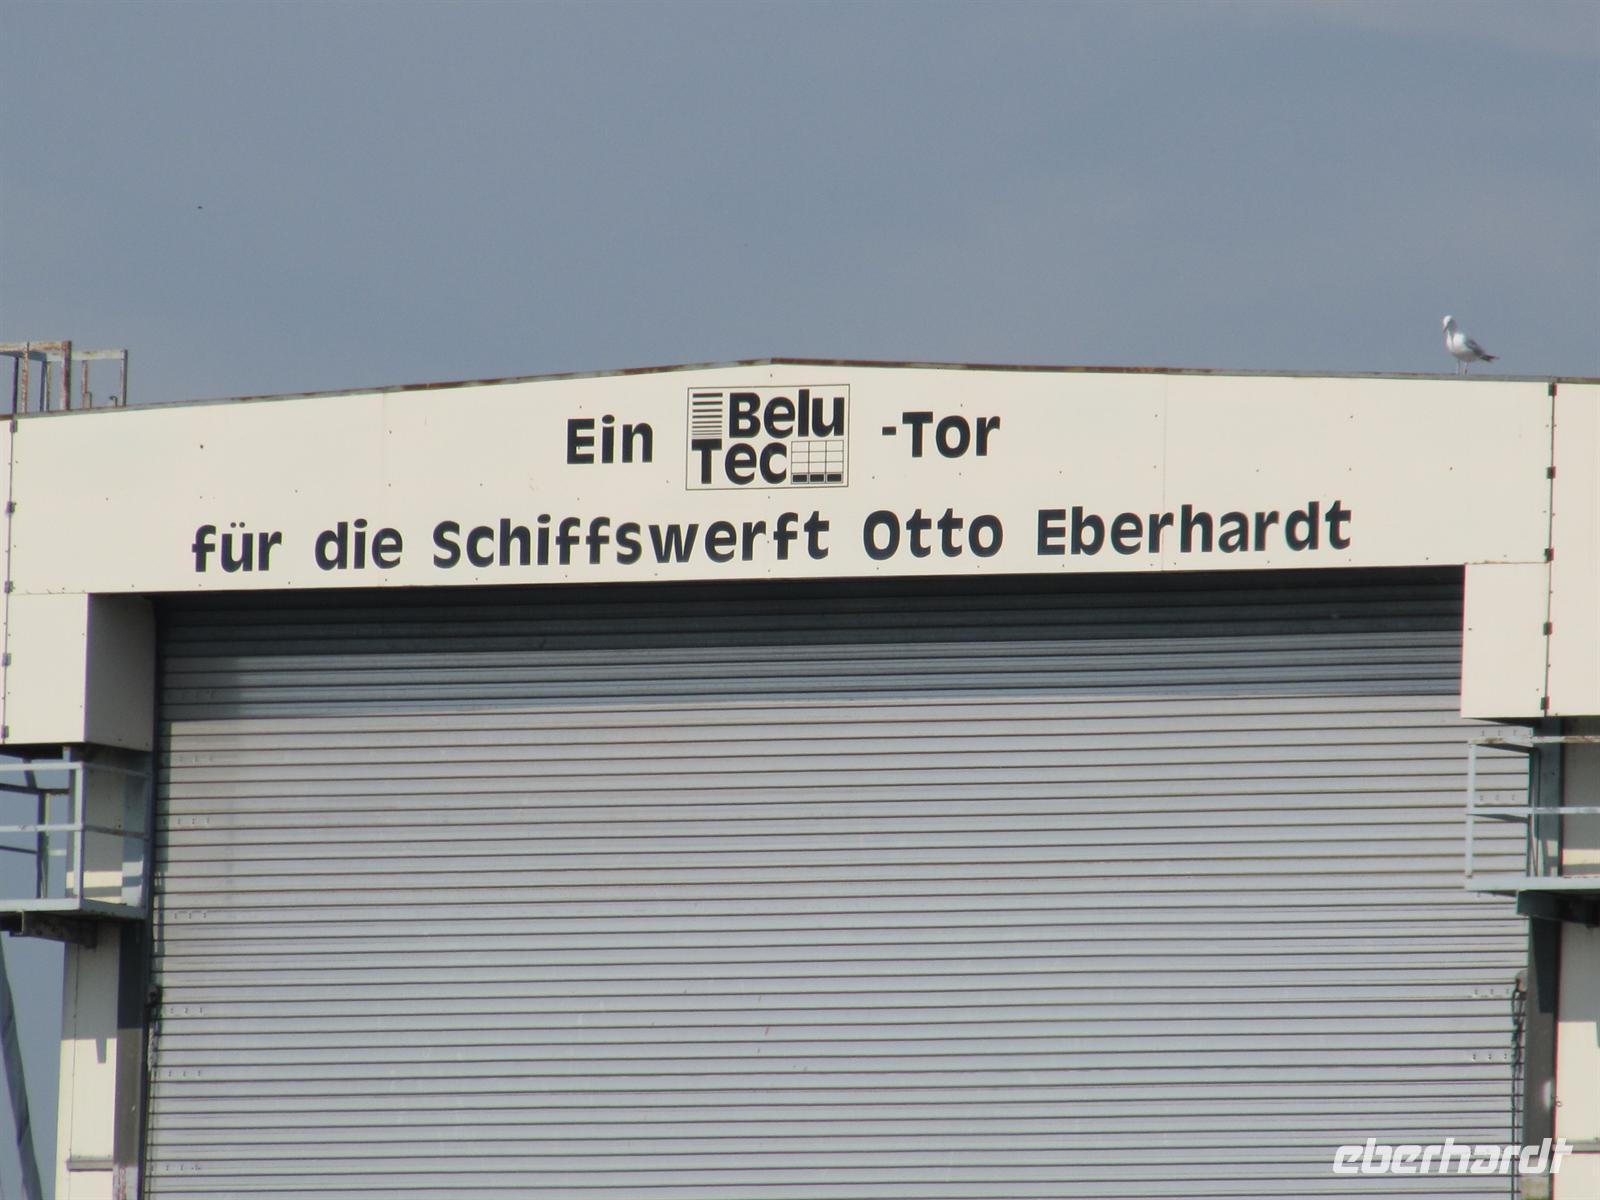 Ein Belu Tec -Tor
für die Schiffswerft Otto Eberhardt
eberhardt